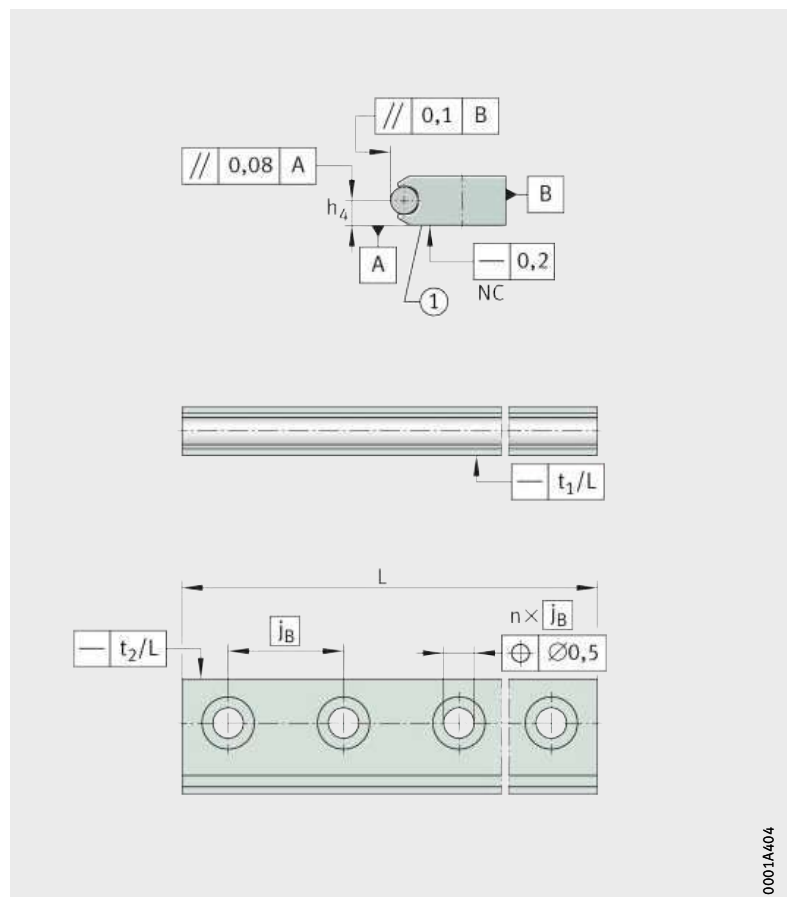 // 0,1 B
// 0,08 A
B
h4
A
— 0,2
NC
1
— t1/L
L
n× jB
jB
— t2/L
⌖ ⌀0,5
0001A404